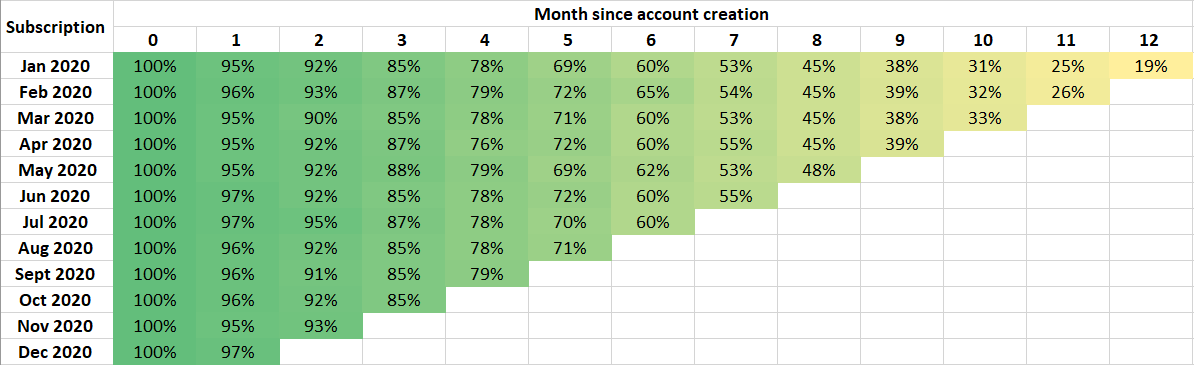 Subscription Month since account creation
0 1 2 3 4 5 6 7 8 9 10 11 12
Jan 2020 100% 95% 92% 85% 78% 69% 60% 53% 45% 38% 31% 25% 19%
Feb 2020 100% 96% 93% 87% 79% 72% 65% 54% 45% 39% 32% 26%
Mar 2020 100% 95% 90% 85% 78% 71% 60% 53% 45% 38% 33%
Apr 2020 100% 95% 92% 87% 76% 72% 60% 55% 45% 39%
May 2020 100% 95% 92% 88% 79% 69% 62% 53% 48%
Jun 2020 100% 97% 92% 85% 78% 72% 60% 55%
Jul 2020 100% 97% 95% 87% 78% 70% 60%
Aug 2020 100% 96% 92% 85% 78% 71%
Sept 2020 100% 96% 91% 85% 79%
Oct 2020 100% 96% 92% 85%
Nov 2020 100% 95% 93%
Dec 2020 100% 97%